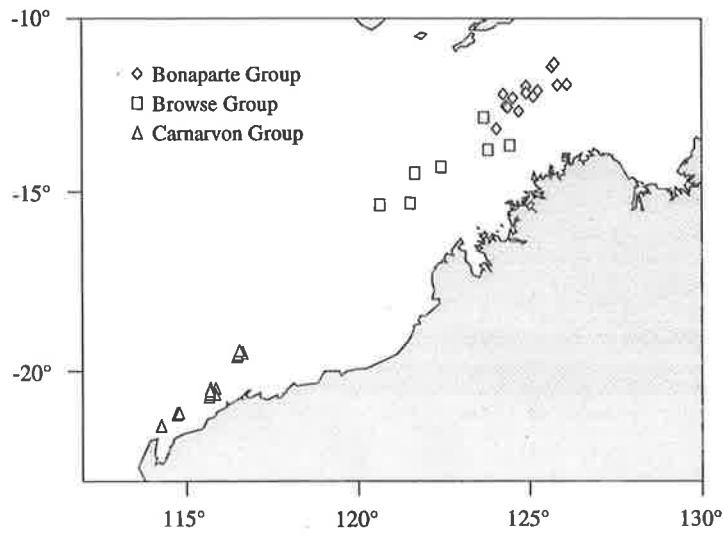 -10°
◇ Bonaparte Group
□ Browse Group
△ Carnarvon Group
-15°
-20°
115° 120° 125° 130°